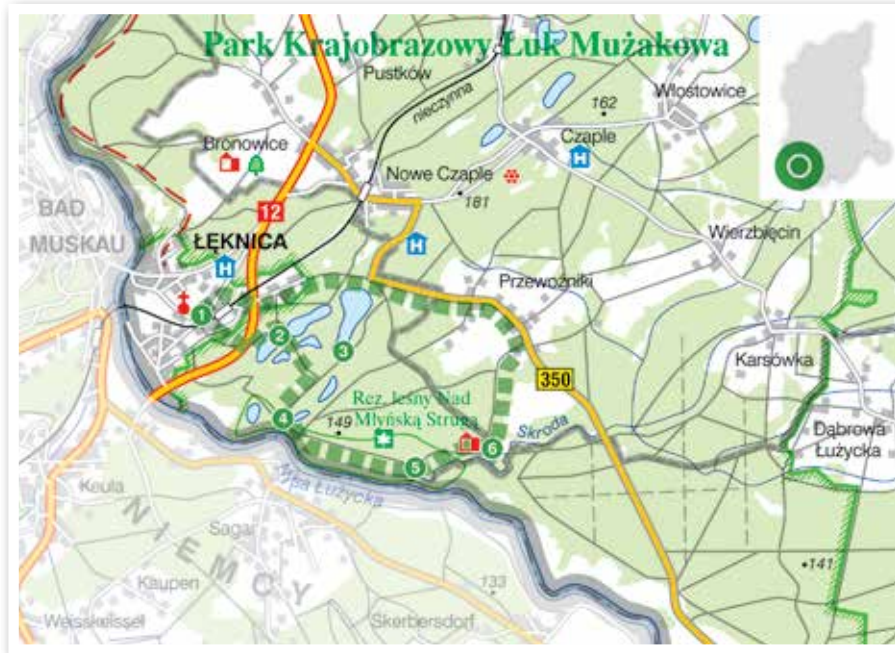 Park Krajobrazowy Łuk Mużakowa
Pustków
nieczynna
162
Włostowice
Bronowice
Czaple
H
Nowe Czaple
181
BAD
MUSKAU
12
ŁĘKNICA
H
H
Wierzbięcin
Przewoźniki
1
2
3
Karsówka
350
Rez. leśny Nad
Młyńską Strugą
4
149
Skroda
Dąbrowa
Łużycka
5
6
Nysa Łużycka
Keula
NIEMCY
Sagar
141
Kaupen
133
Weisskeissel
Skerbersdorf